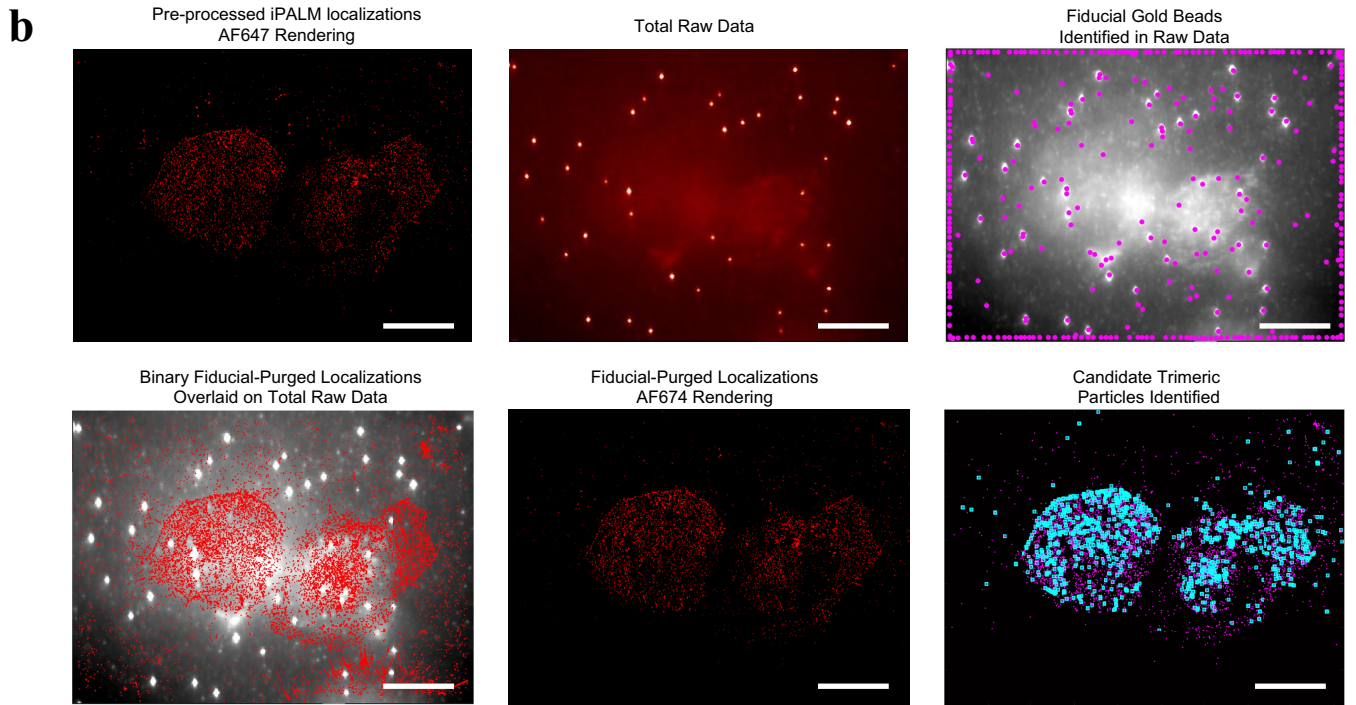 b
Pre-processed iPALM localizations
AF647 Rendering
Total Raw Data
Fiducial Gold Beads
Identified in Raw Data
Binary Fiducial-Purged Localizations
Overlaid on Total Raw Data
Fiducial-Purged Localizations
AF674 Rendering
Candidate Trimeric
Particles Identified